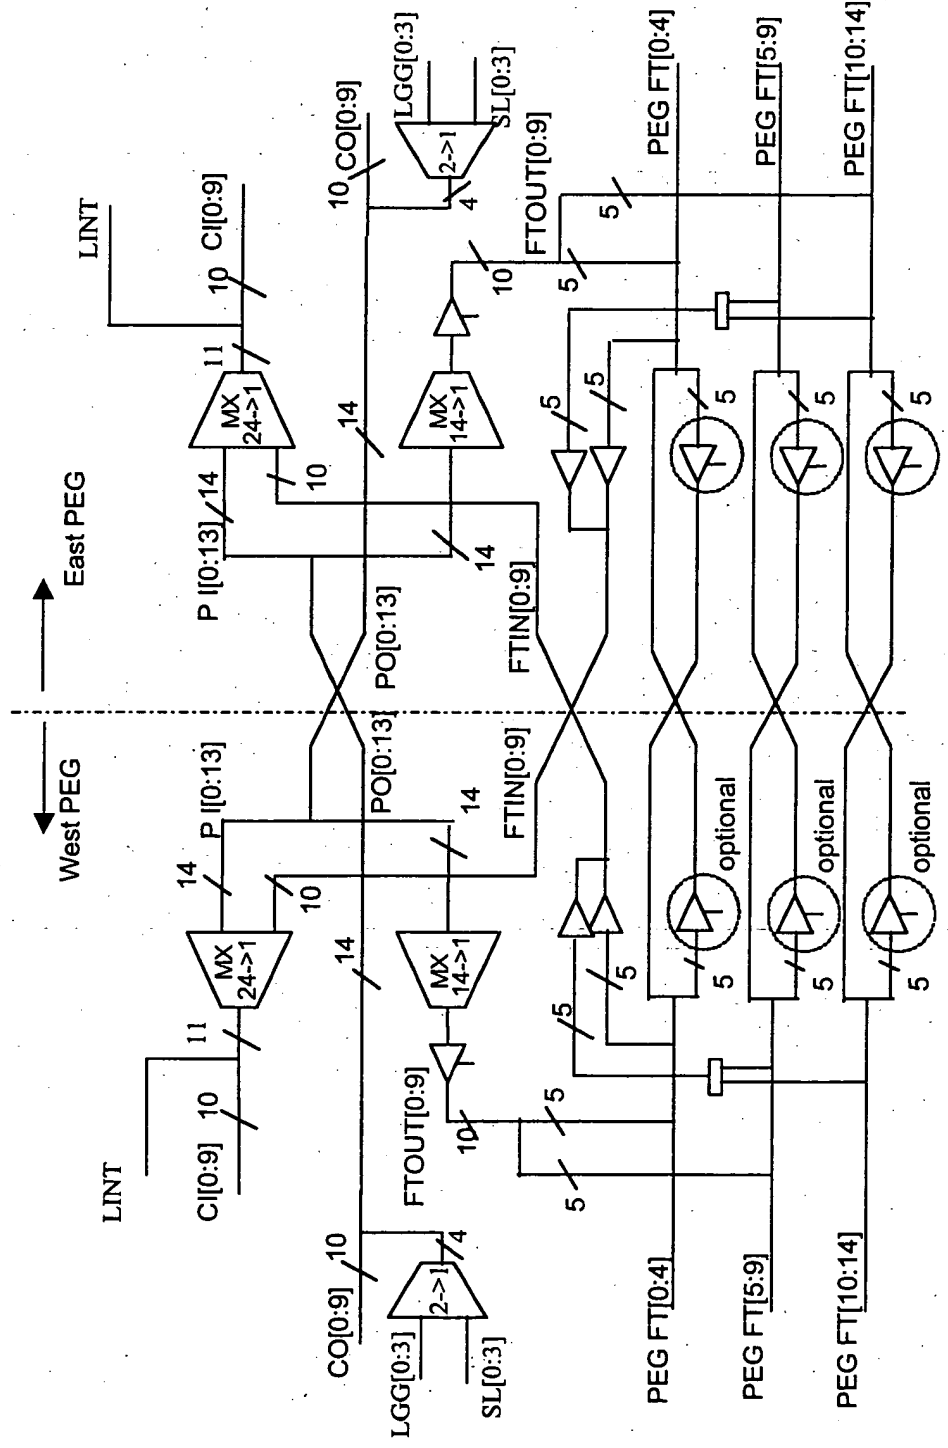 West PEG
East PEG
LINT
LINT
CI[0:9]
10
11
MX
24->1
14
P I[0:13]
10
P I[0:13]
14
10
MX
24->1
11
10
CI[0:9]
CO[0:9]
10
14
PO[0:13]
PO[0:13]
14
10
CO[0:9]
LGG[0:3]
SL[0:3]
2->1
4
FTOUT[0:9]
10
MX
14->1
14
FTIN[0:9]
FTIN[0:9]
14
MX
14->1
10
FTOUT[0:9]
4
2->1
LGG[0:3]
SL[0:3]
5
5
5
5
5
5
5
5
PEG FT[0:4]
5
optional
5
PEG FT[0:4]
PEG FT[5:9]
5
optional
5
PEG FT[5:9]
PEG FT[10:14]
5
optional
5
PEG FT[10:14]